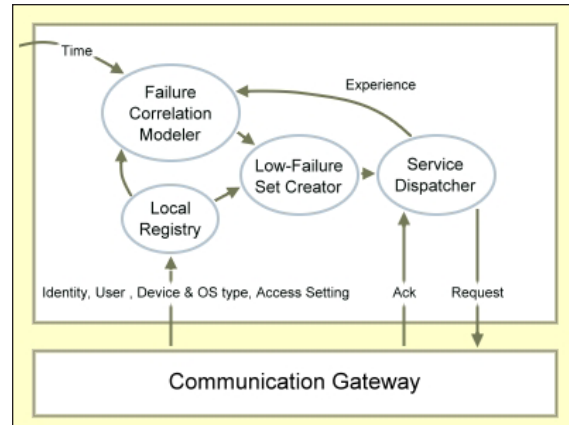 Time
Experience
Failure
Correlation
Modeler
Low-Failure
Set Creator
Service
Dispatcher
Local
Registry
Identity, User , Device & OS type, Access Setting
Ack
Request
Communication Gateway